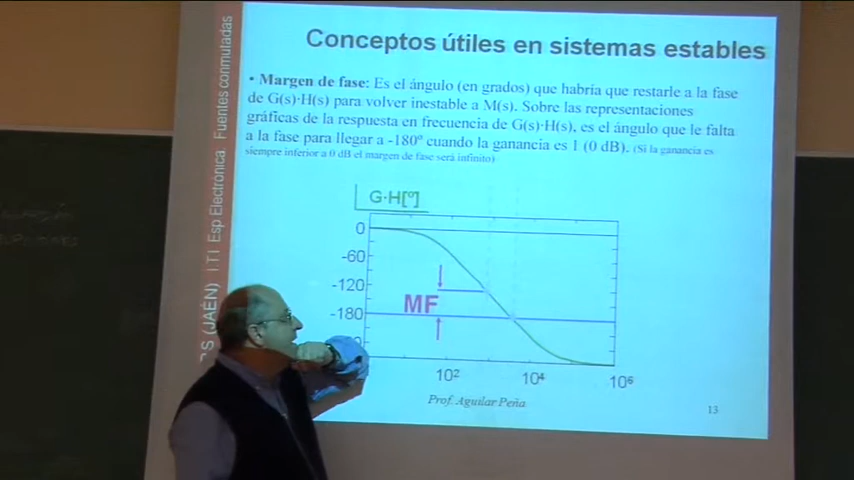 Conceptos útiles en sistemas estables
• Margen de fase: Es el ángulo (en grados) que habría que restarle a la fase
de G(s)·H(s) para volver inestable a M(s). Sobre las representaciones
gráficas de la respuesta en frecuencia de G(s)·H(s), es el ángulo que le falta
a la fase para llegar a -180º cuando la ganancia es 1 (0 dB). (Si la ganancia es
siempre inferior a 0 dB el margen de fase será infinito)
G·H[º]
0
-60
-120
-180
MF
10²
10⁴
10⁶
Prof. Aguilar Peña
13
(JAÉN) I T I Esp Electrónica. Fuentes conmutadas